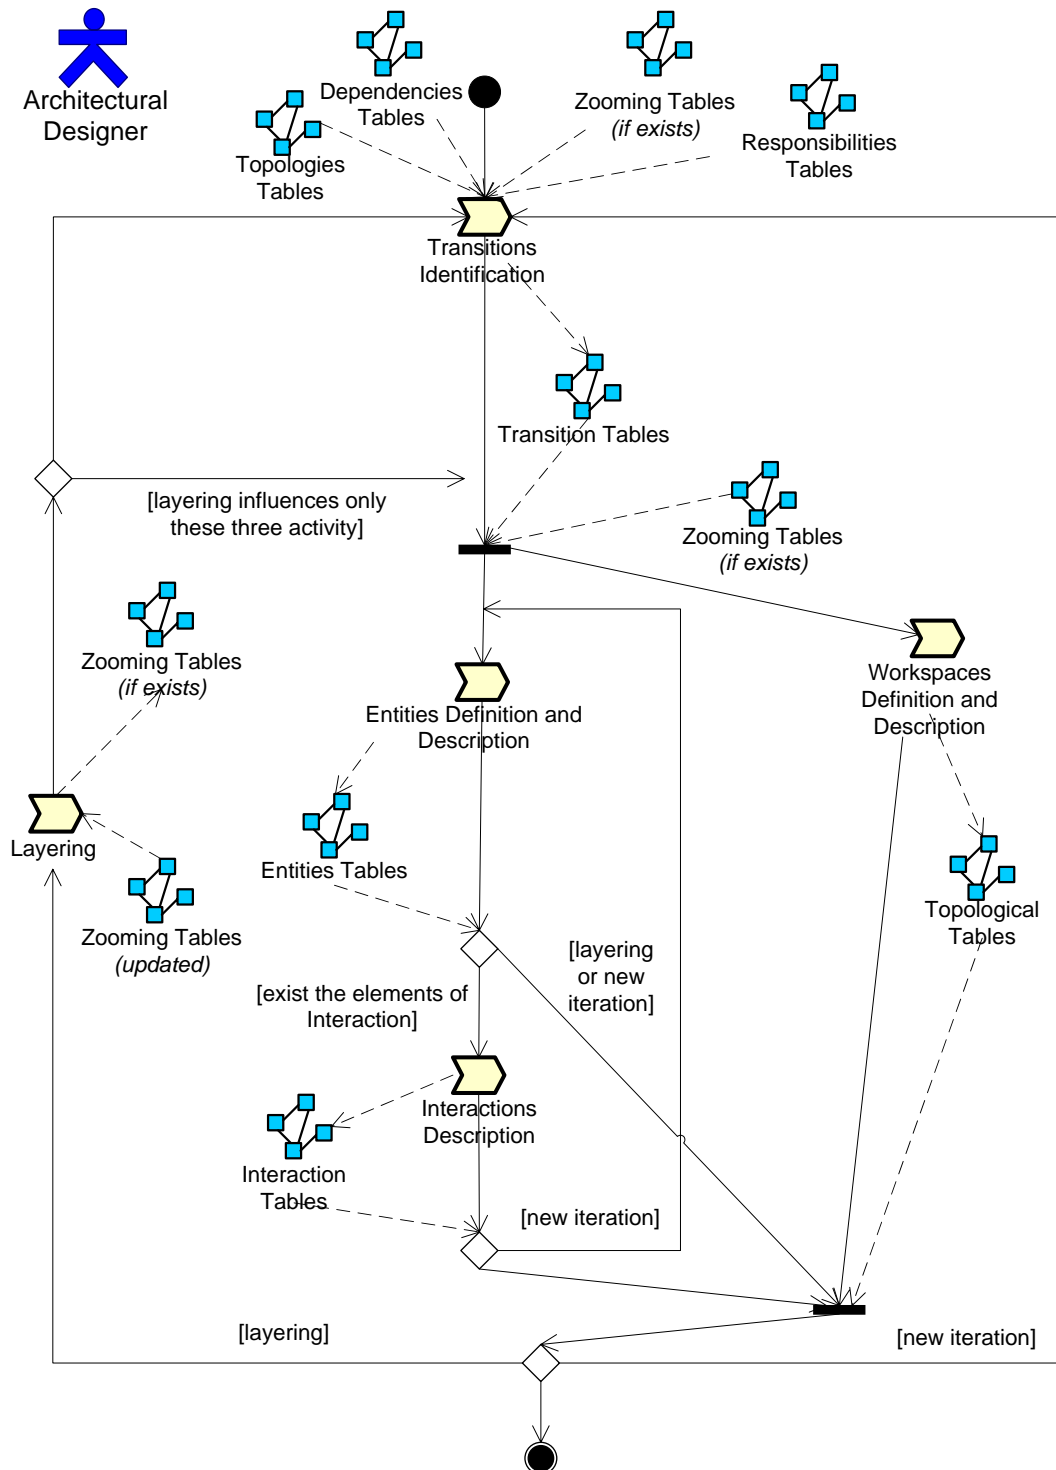 Architectural
Designer
Dependencies
Tables
Zooming Tables
(if exists)
Responsibilities
Tables
Topologies
Tables
Transitions
Identification
Transition Tables
[layering influences only
these three activity]
Zooming Tables
(if exists)
Zooming Tables
(if exists)
Workspaces
Definition and
Description
Entities Definition and
Description
Layering
Entities Tables
Zooming Tables
(updated)
Topological
Tables
[layering
or new
iteration]
[exist the elements of
Interaction]
Interactions
Description
Interaction
Tables
[new iteration]
[layering]
[new iteration]